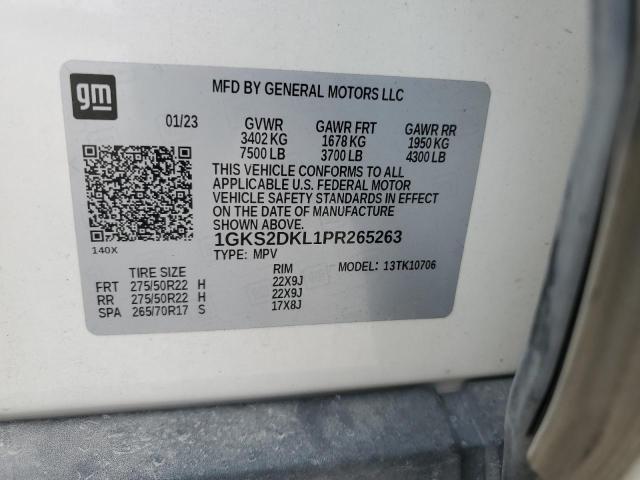 gm
MFD BY GENERAL MOTORS LLC
01/23 GVWR GAWR FRT GAWR RR
3402 KG 1678 KG 1950 KG
7500 LB 3700 LB 4300 LB
THIS VEHICLE CONFORMS TO ALL
APPLICABLE U.S. FEDERAL MOTOR
VEHICLE SAFETY STANDARDS IN EFFECT
ON THE DATE OF MANUFACTURE
SHOWN ABOVE.
1GKS2DKL1PR265263
140X
TYPE: MPV MODEL: 13TK10706
TIRE SIZE RIM
FRT 275/50R22 H 22X9J
RR 275/50R22 H 22X9J
SPA 265/70R17 S 17X8J